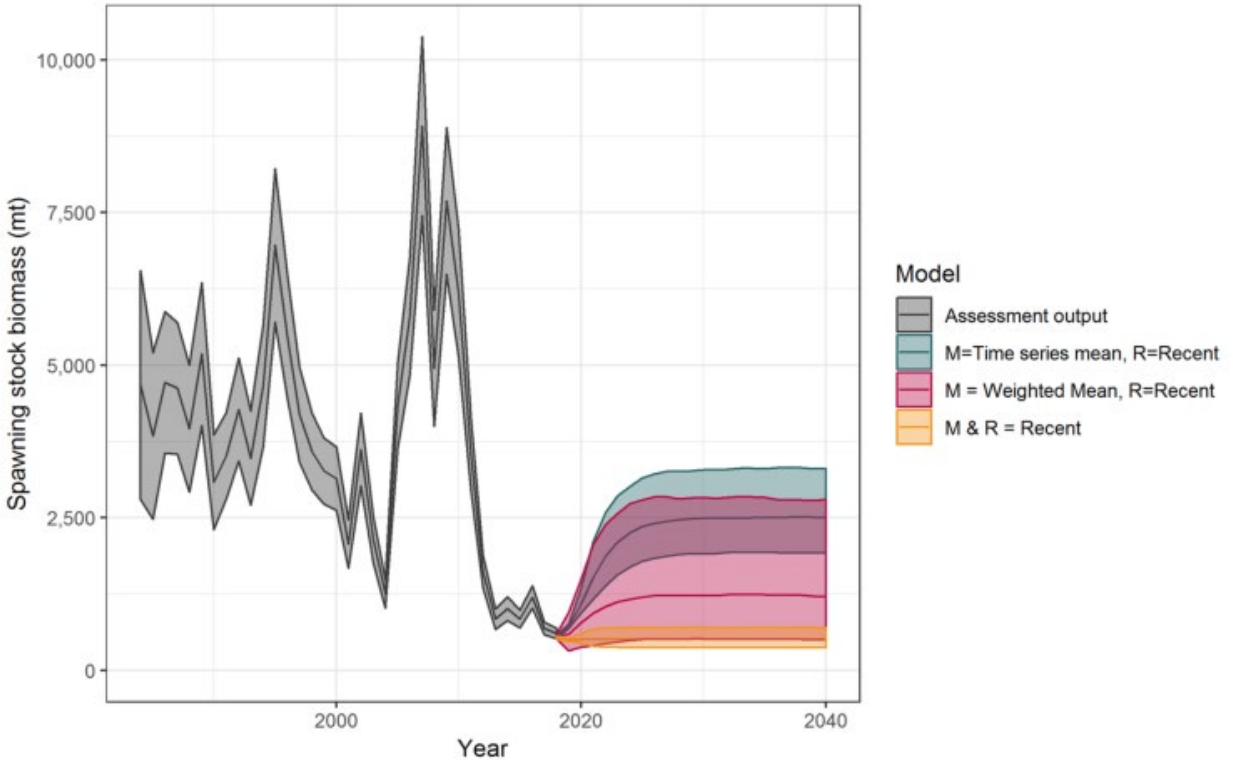 10,000
7,500
5,000
2,500
0
Spawning stock biomass (mt)
2000
2020
2040
Year
Model
Assessment output
M=Time series mean, R=Recent
M = Weighted Mean, R=Recent
M & R = Recent